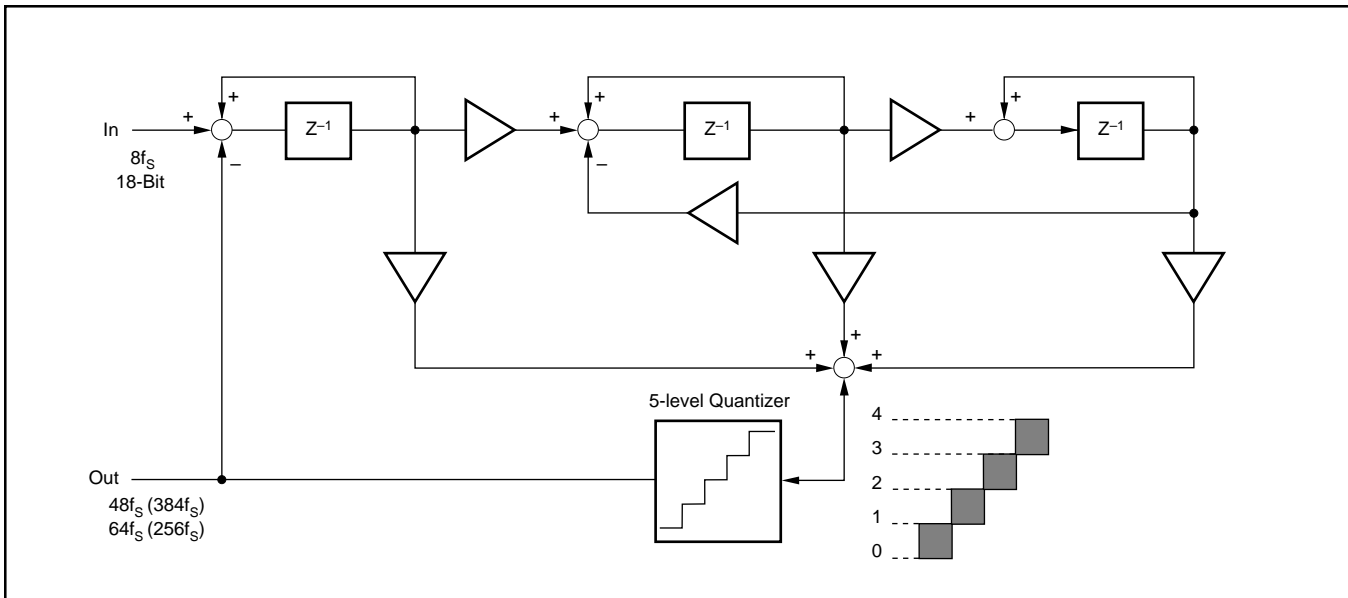 +
+
+
+
In
+
Z–1
+
Z–1
+
Z–1
–
–
8fS
18-Bit
+
+
+
5-level Quantizer
4
3
Out
2
48fS (384fS)
1
64fS (256fS)
0